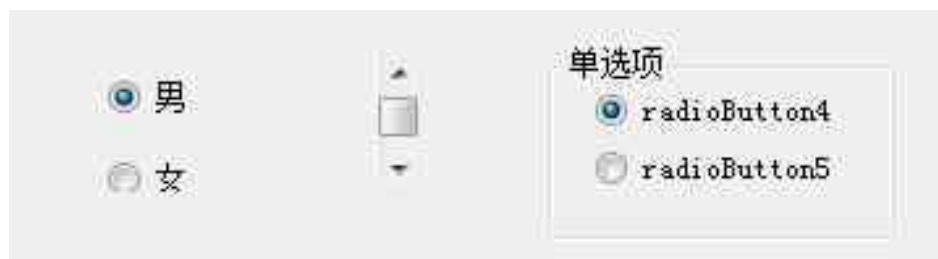 男
女
单选项
radioButton4
radioButton5